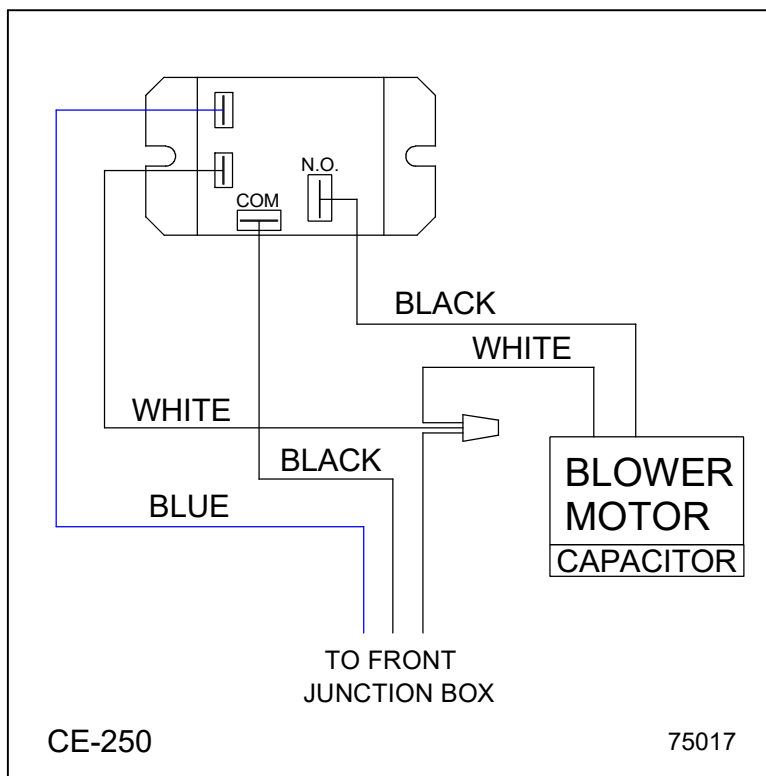 N.O.
COM
BLACK
WHITE
WHITE
BLACK
BLUE
BLOWER
MOTOR
CAPACITOR
TO FRONT
JUNCTION BOX
CE-250
75017